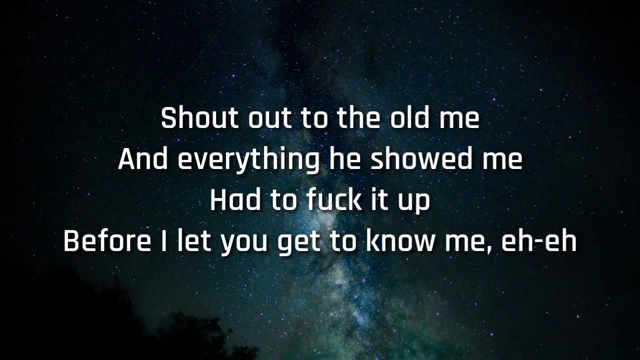 Shout out to the old me
And everything he showed me
Had to fuck it up
Before I let you get to know me, eh-eh